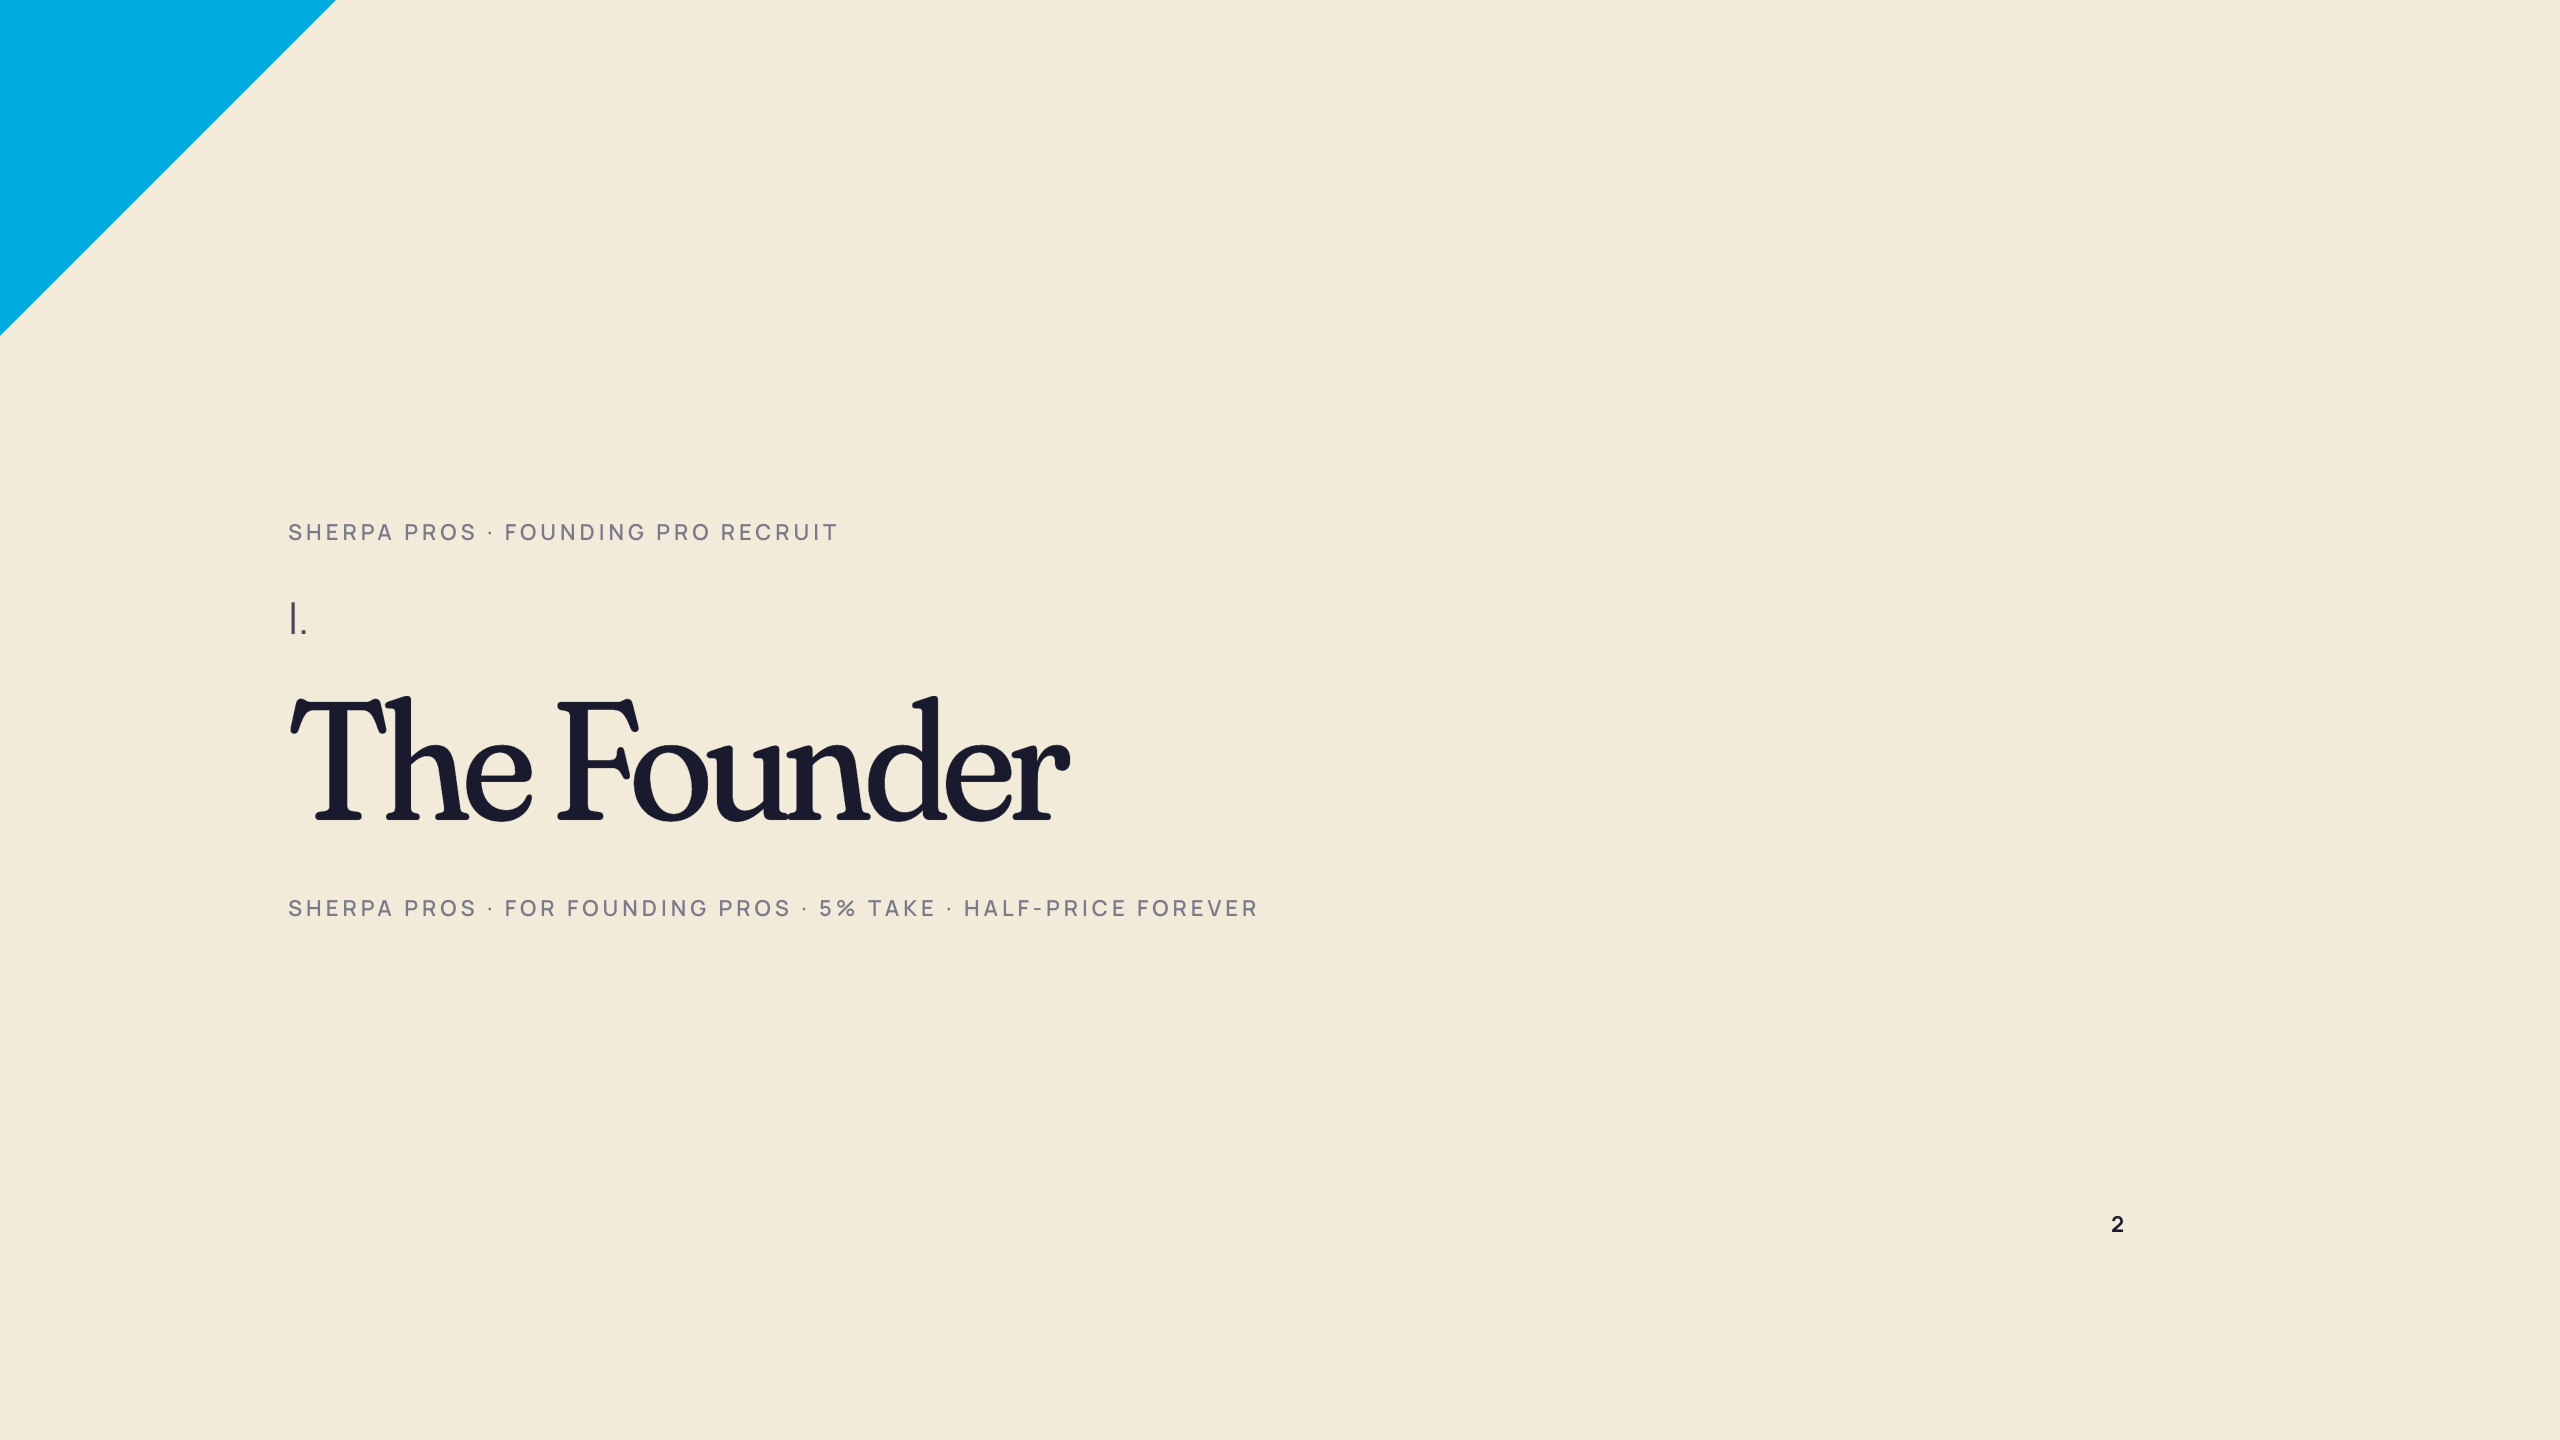 SHERPA PROS · FOUNDING PRO RECRUIT
I.
The Founder
SHERPA PROS · FOR FOUNDING PROS · 5% TAKE · HALF-PRICE FOREVER
2